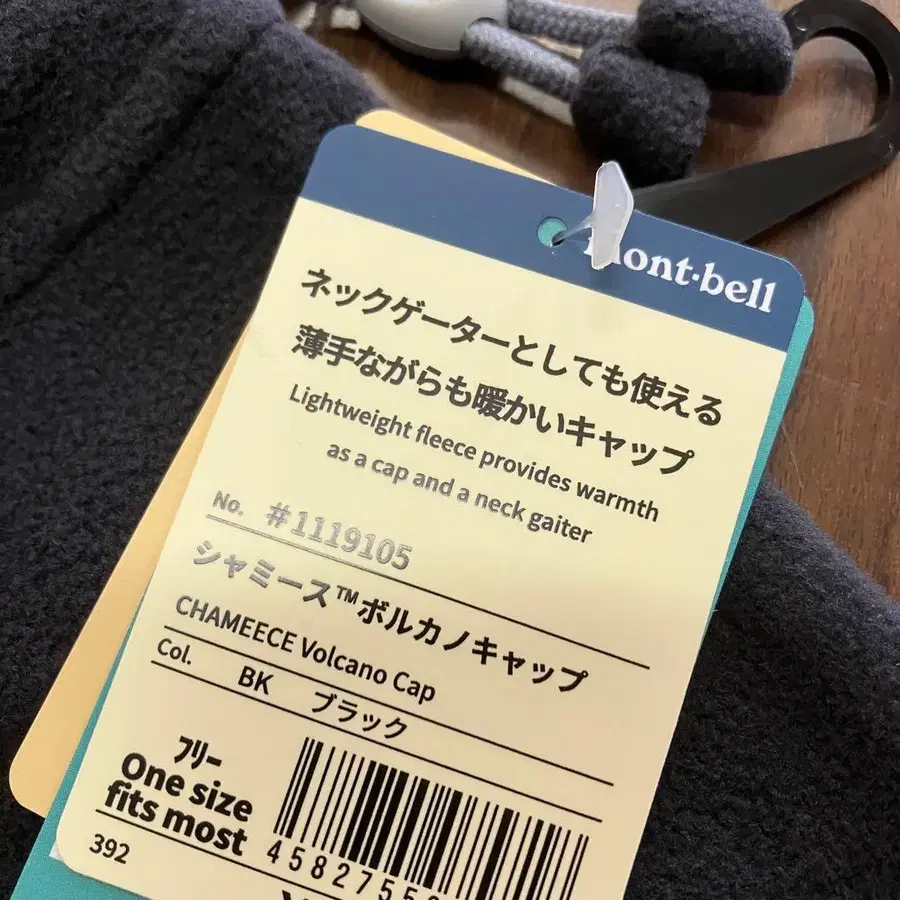 mont·bell
ネックゲーターとしても使える
薄手ながらも暖かいキャップ
Lightweight fleece provides warmth
as a cap and a neck gaiter
No. #1119105
シャミース™ボルカノキャップ
CHAMEECE Volcano Cap
Col. BK ブラック
フリー
One size
fits most
392
4582755